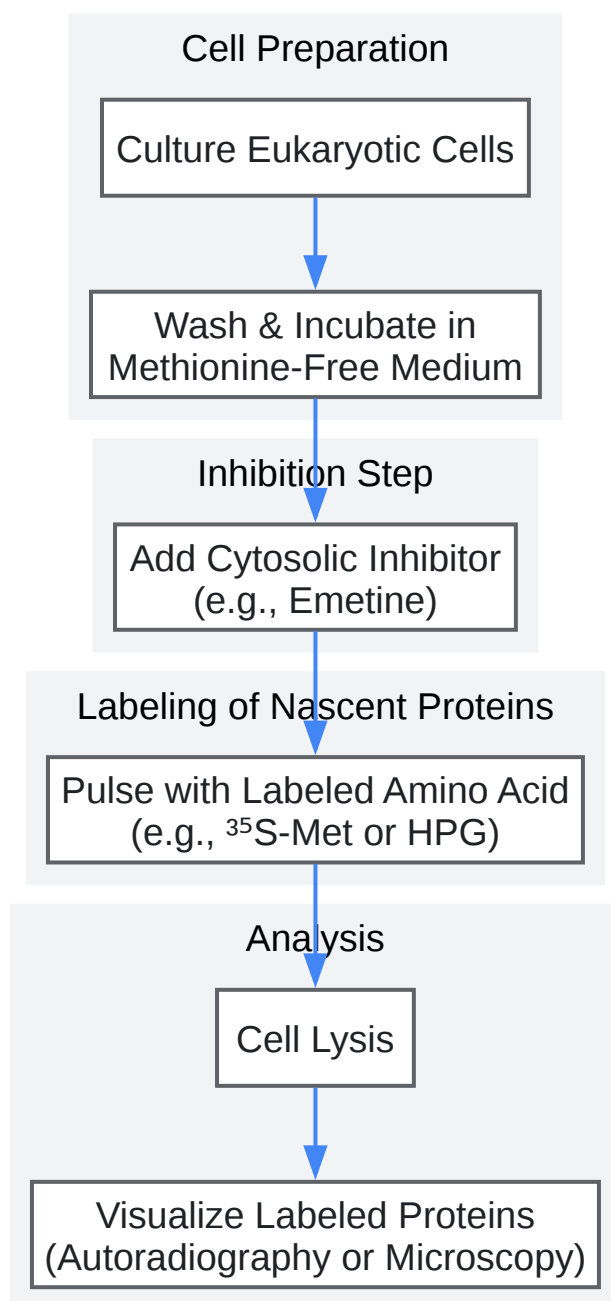 Cell Preparation
Culture Eukaryotic Cells
Wash & Incubate in
Methionine-Free Medium
Inhibition Step
Add Cytosolic Inhibitor
(e.g., Emetine)
Labeling of Nascent Proteins
Pulse with Labeled Amino Acid
(e.g., ³⁵S-Met or HPG)
Analysis
Cell Lysis
Visualize Labeled Proteins
(Autoradiography or Microscopy)